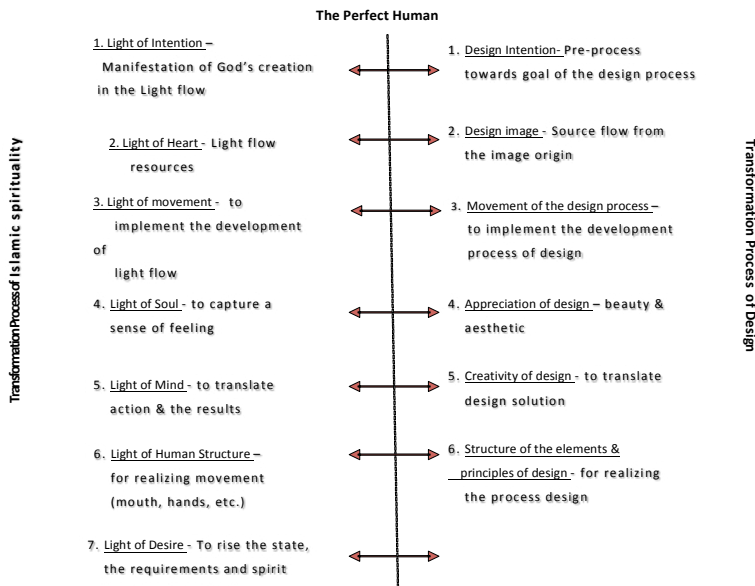 The Perfect Human
Transformation Process of Islamic spirituality
1. Light of Intention –
Manifestation of God's creation
in the Light flow
2. Light of Heart - Light flow
resources
3. Light of movement - to
implement the development
of
light flow
4. Light of Soul - to capture a
sense of feeling
5. Light of Mind - to translate
action & the results
6. Light of Human Structure –
for realizing movement
(mouth, hands, etc.)
7. Light of Desire - To rise the state,
the requirements and spirit
1. Design Intention- Pre-process
towards goal of the design process
2. Design image - Source flow from
the image origin
3. Movement of the design process –
to implement the development
process of design
4. Appreciation of design – beauty &
aesthetic
5. Creativity of design - to translate
design solution
6. Structure of the elements &
principles of design - for realizing
the process design
Transformation Process of Design